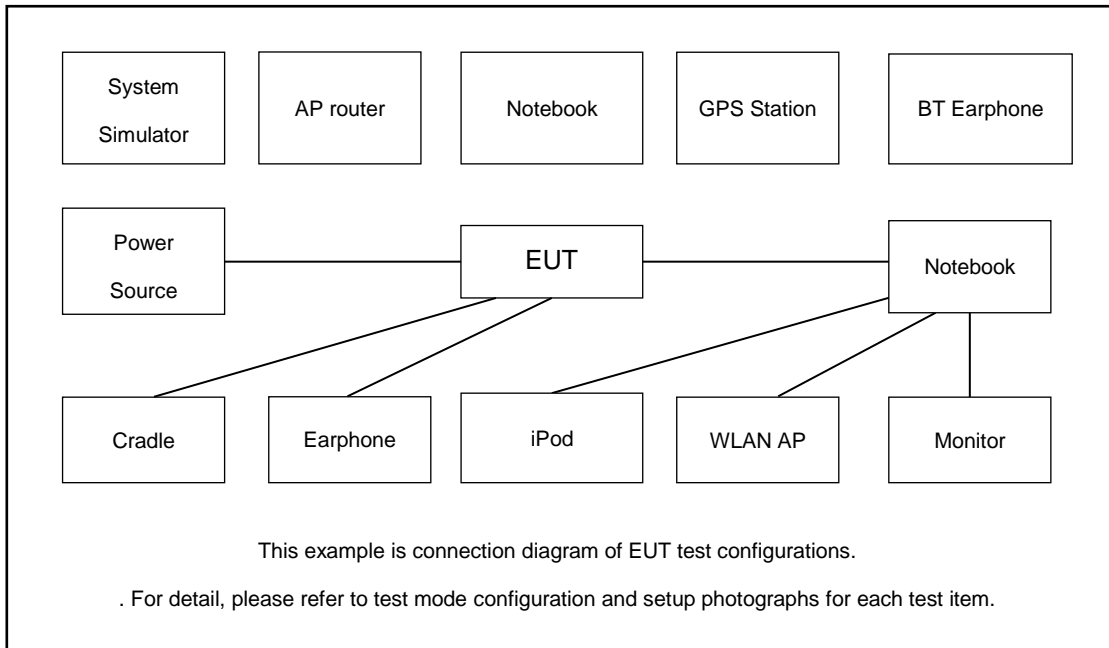 System
Simulator
AP router
Notebook
GPS Station
BT Earphone
Power
Source
EUT
Notebook
Cradle
Earphone
iPod
WLAN AP
Monitor
This example is connection diagram of EUT test configurations.
. For detail, please refer to test mode configuration and setup photographs for each test item.